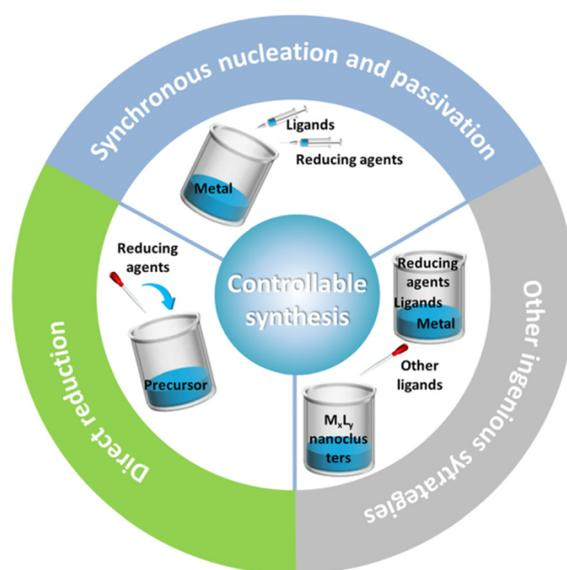 Synchronous nucleation and passivation
Ligands
Reducing agents
Metal
Reducing
agents
Precursor
Direct reduction
Controllable
synthesis
Reducing
agents
Ligands
Metal
Other
ligands
MₓLᵧ
nanoclus
ters
Other ingenious sytrategies